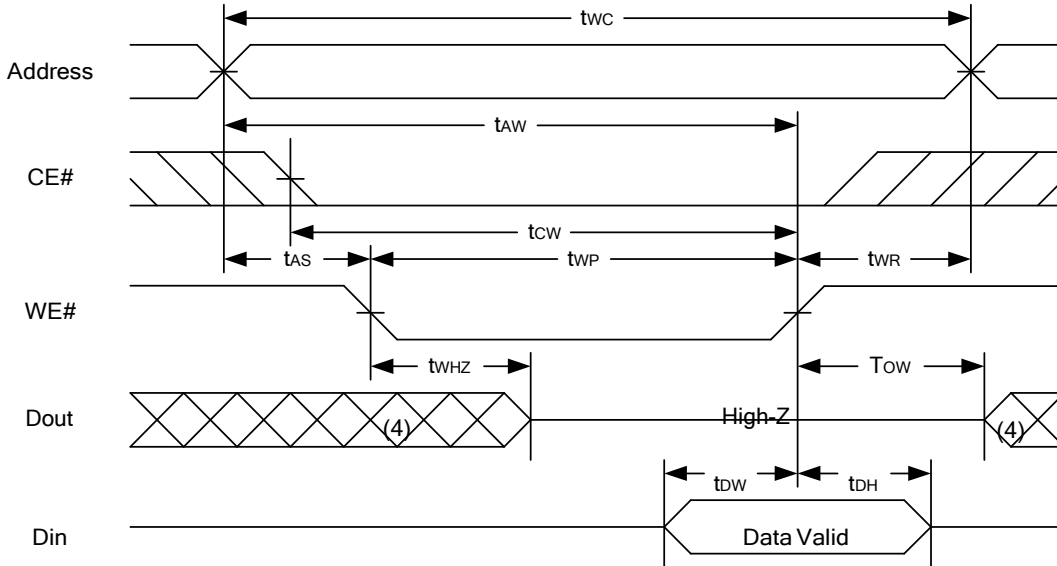 tWC
Address
tAW
CE#
tCW
tAS
tWP
tWR
WE#
tWHZ
TOW
Dout
(4)
High-Z
(4)
tDW
tDH
Din
Data Valid